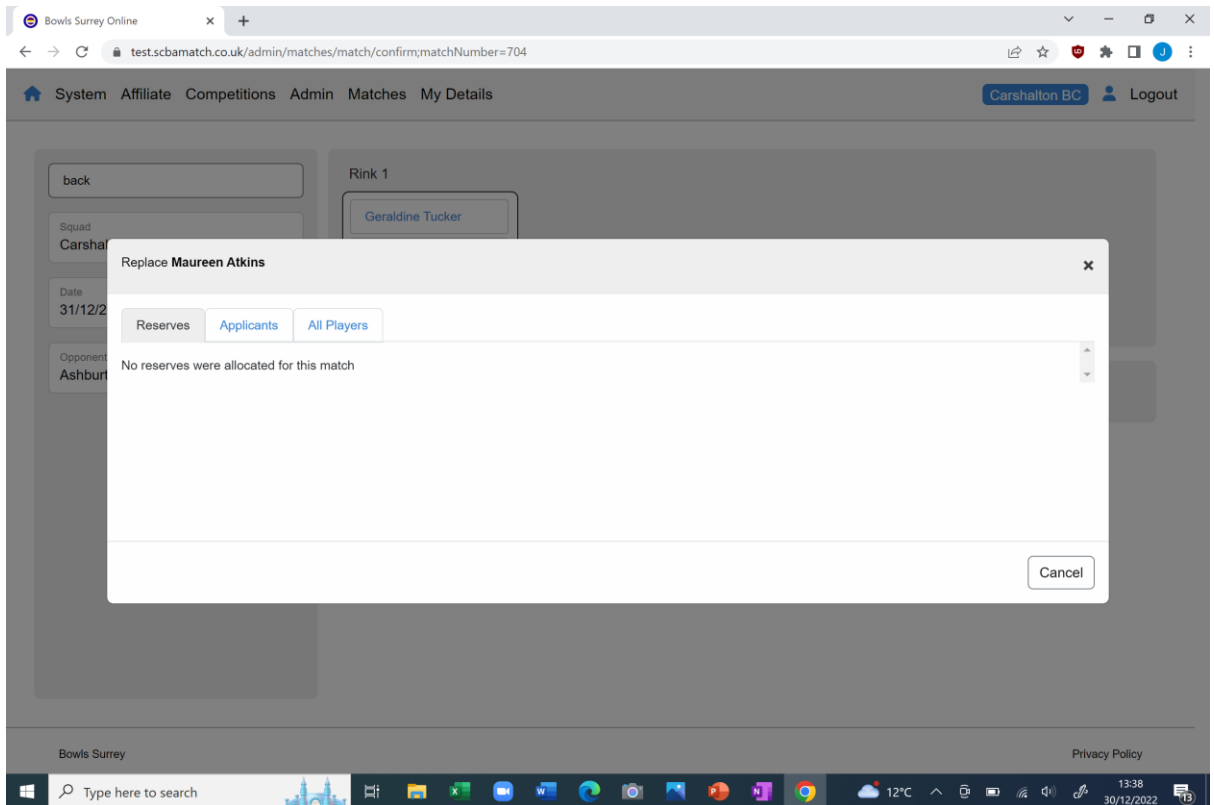 Bowls Surrey Online
test.scbamatch.co.uk/admin/matches/match/confirm;matchNumber=704
J
System Affiliate Competitions Admin Matches My Details Carshalton BC Logout
back
Rink 1
Squad
Carshal
Geraldine Tucker
Replace Maureen Atkins
Date
31/12/2
Reserves Applicants All Players
Opponent
Ashburt
No reserves were allocated for this match
Cancel
Bowls Surrey Privacy Policy
Type here to search
12°C
13:38
30/12/2022
13